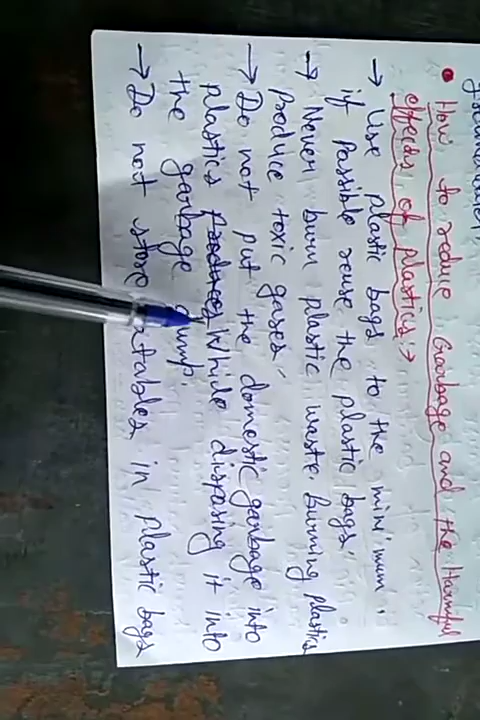 • How to reduce Garbage and the Harmful
effects of plastics:→
→ Use plastic bags to the minimum,
if Possible reuse the plastic bags.
→ Never burn plastic waste. Burning plastics
Produce toxic gases.
→ Do not put the domestic garbage into
plastics Produces While disposing it into
the garbage dump.
→ Do not store eatables in Plastic bags